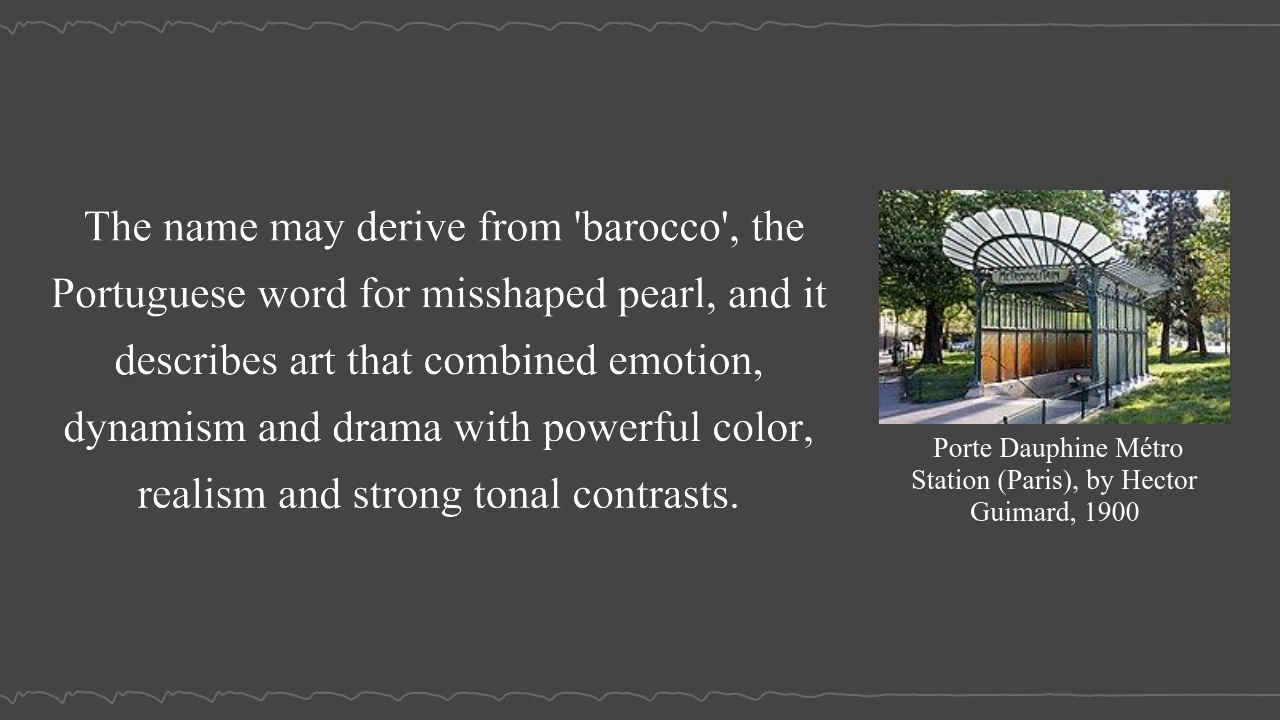 The name may derive from 'barocco', the
Portuguese word for misshaped pearl, and it
describes art that combined emotion,
dynamism and drama with powerful color,
realism and strong tonal contrasts.
METROPOLITAIN
Porte Dauphine Métro
Station (Paris), by Hector
Guimard, 1900